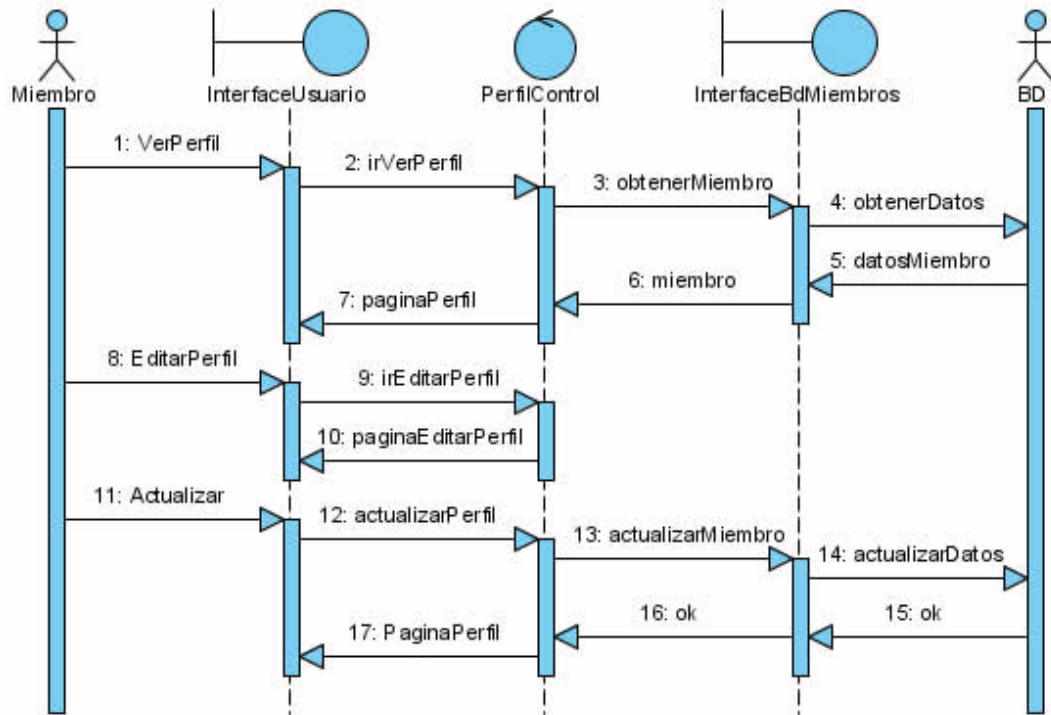 Miembro
InterfaceUsuario
PerfilControl
InterfaceBdMiembros
BD
1: VerPerfil
2: irVerPerfil
3: obtenerMiembro
4: obtenerDatos
5: datosMiembro
6: miembro
7: paginaPerfil
8: EditarPerfil
9: irEditarPerfil
10: paginaEditarPerfil
11: Actualizar
12: actualizarPerfil
13: actualizarMiembro
14: actualizarDatos
15: ok
16: ok
17: PaginaPerfil